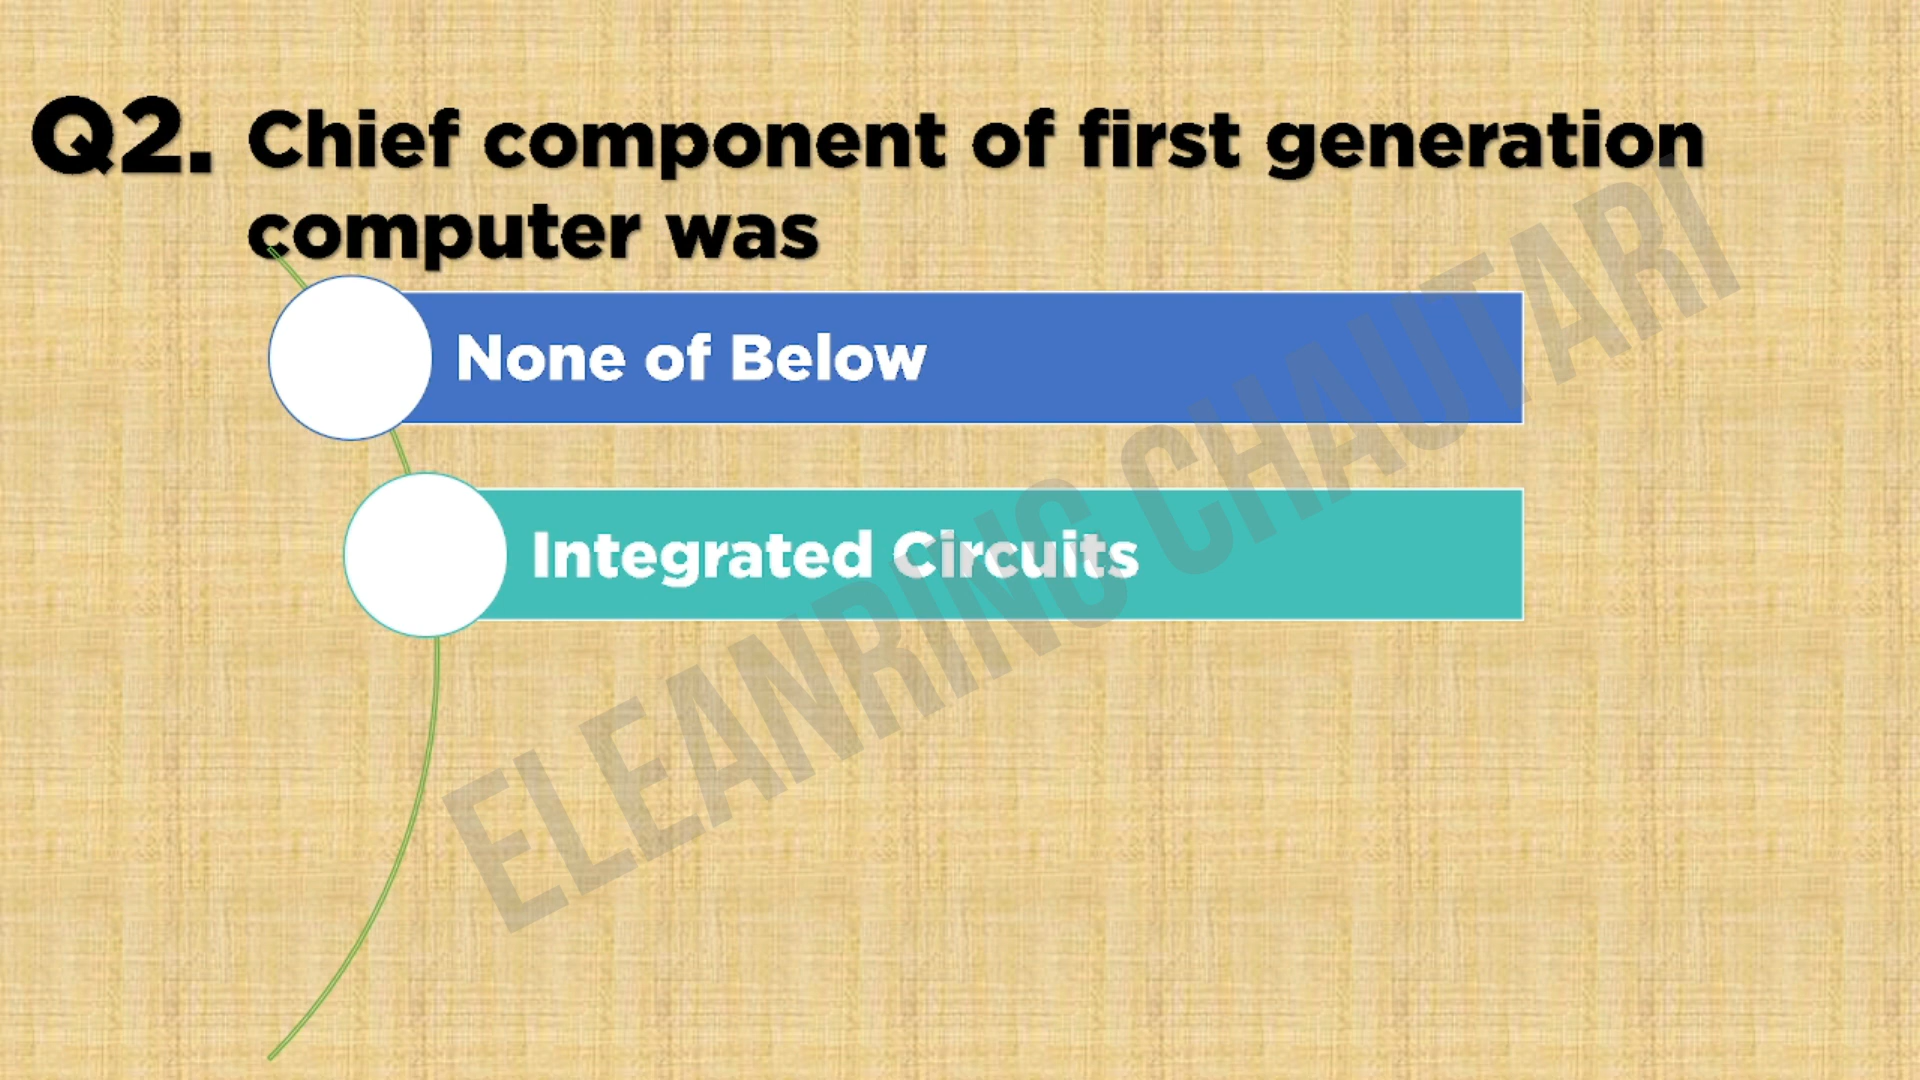 Q2. Chief component of first generation
computer was
None of Below
Integrated Circuits
ELEANRING CHAUTARI